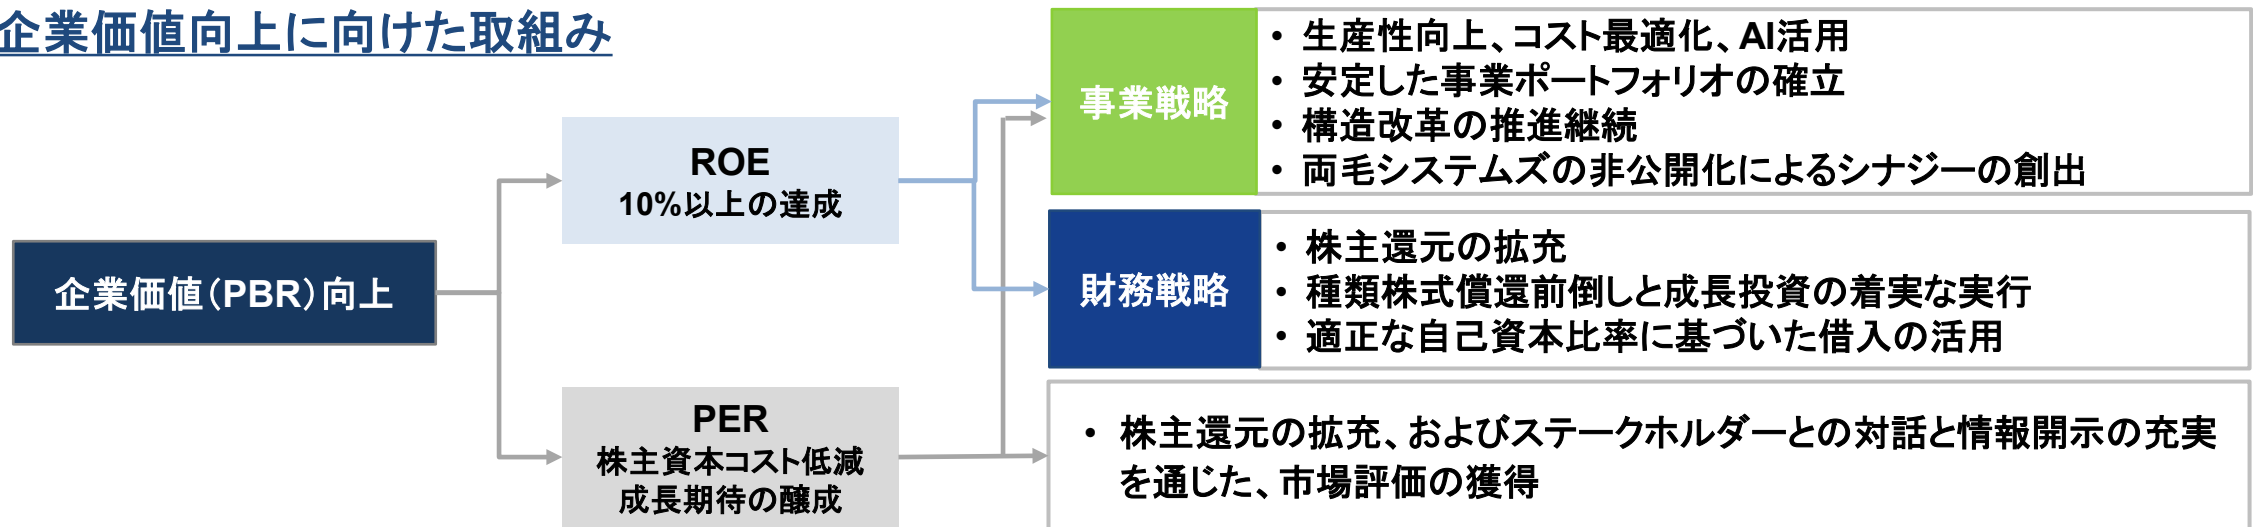 企業価値向上に向けた取組み
企業価値（PBR）向上
ROE
10%以上の達成
PER
株主資本コスト低減
成長期待の醸成
事業戦略
• 生産性向上、コスト最適化、AI活用
• 安定した事業ポートフォリオの確立
• 構造改革の推進継続
• 両毛システムズの非公開化によるシナジーの創出
財務戦略
• 株主還元の拡充
• 種類株式償還前倒しと成長投資の着実な実行
• 適正な自己資本比率に基づいた借入の活用
• 株主還元の拡充、およびステークホルダーとの対話と情報開示の充実
を通じた、市場評価の獲得